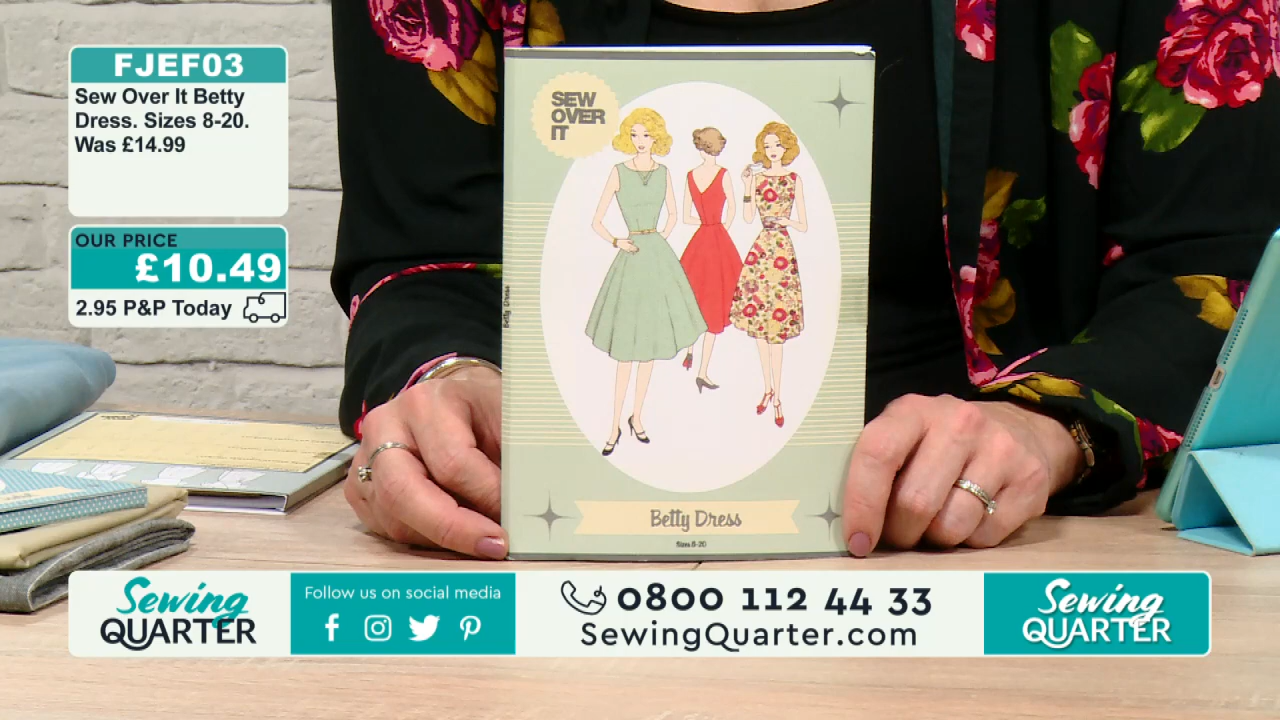 FJEF03
Sew Over It Betty
Dress. Sizes 8-20.
Was £14.99
OUR PRICE
£10.49
2.95 P&P Today
SEW
OVER
IT
Betty Dress
Betty Dress
Sizes 8-20
Sewing
QUARTER
Follow us on social media
0800 112 44 33
SewingQuarter.com
Sewing
QUARTER